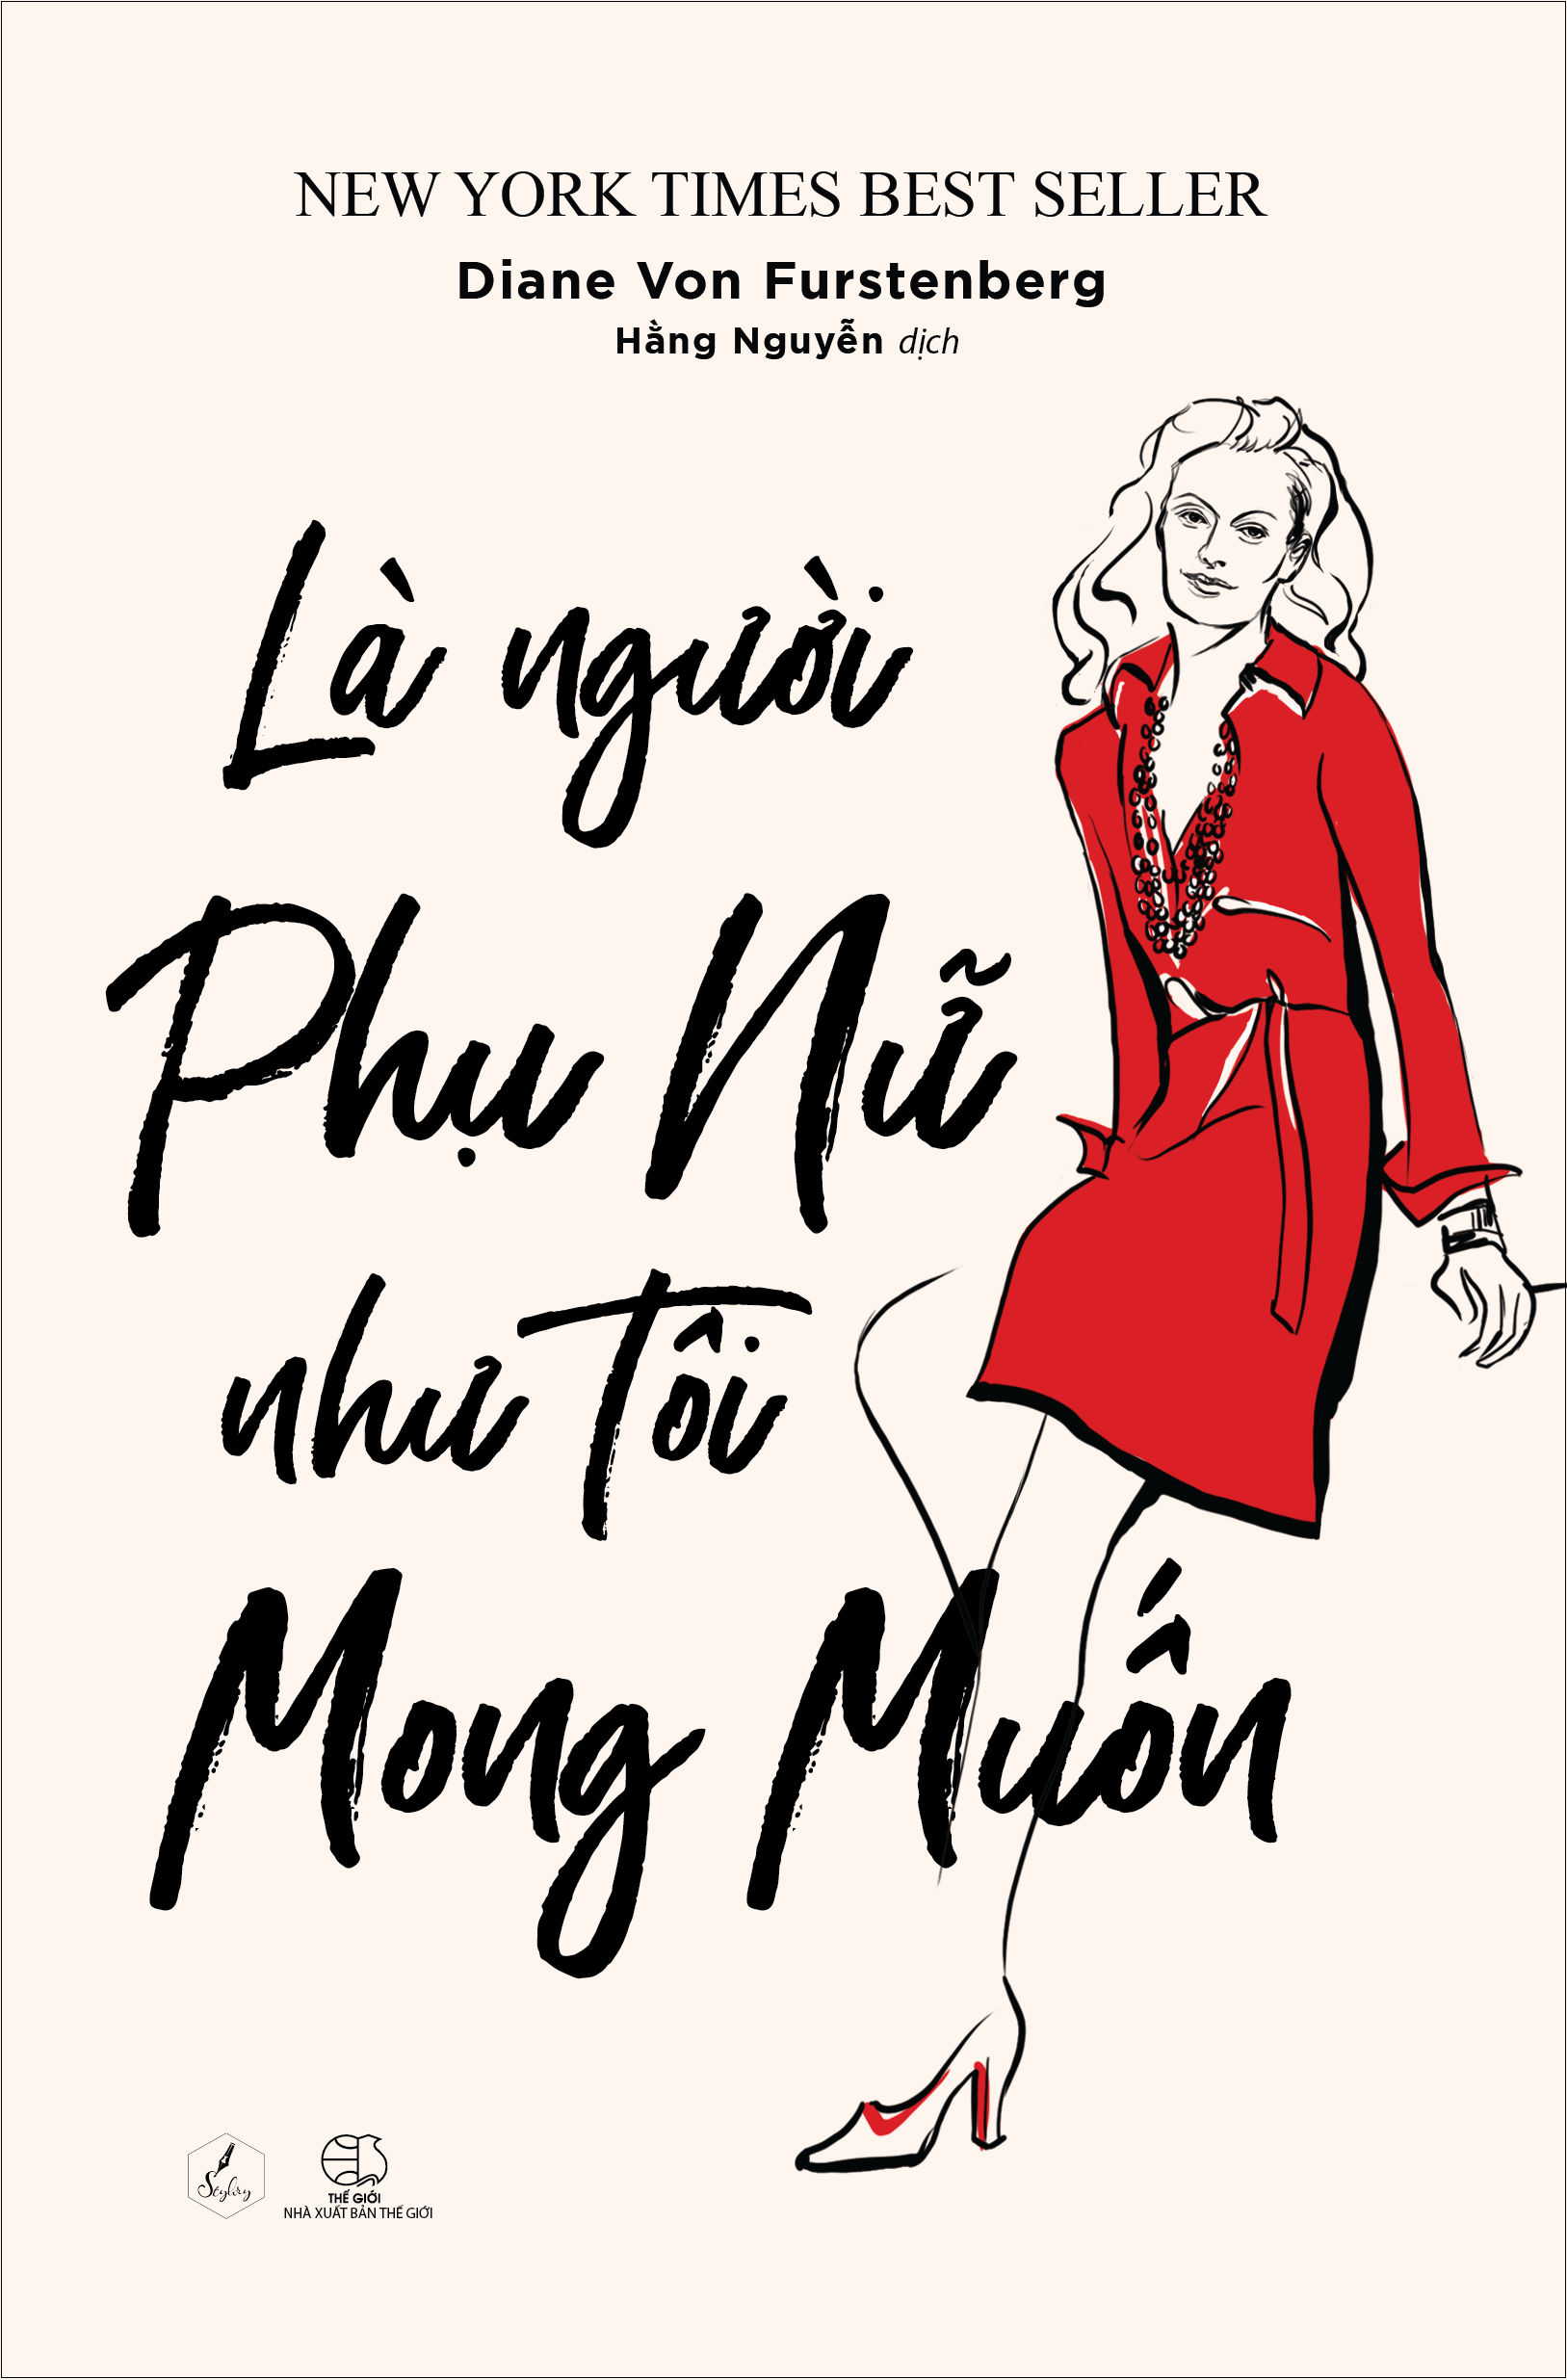 NEW YORK TIMES BEST SELLER
Diane Von Furstenberg
Hằng Nguyễn dịch
Là người
Phụ Nữ
như Tôi
Mong Muốn
Styliry
THẾ GIỚI
NHÀ XUẤT BẢN THẾ GIỚI